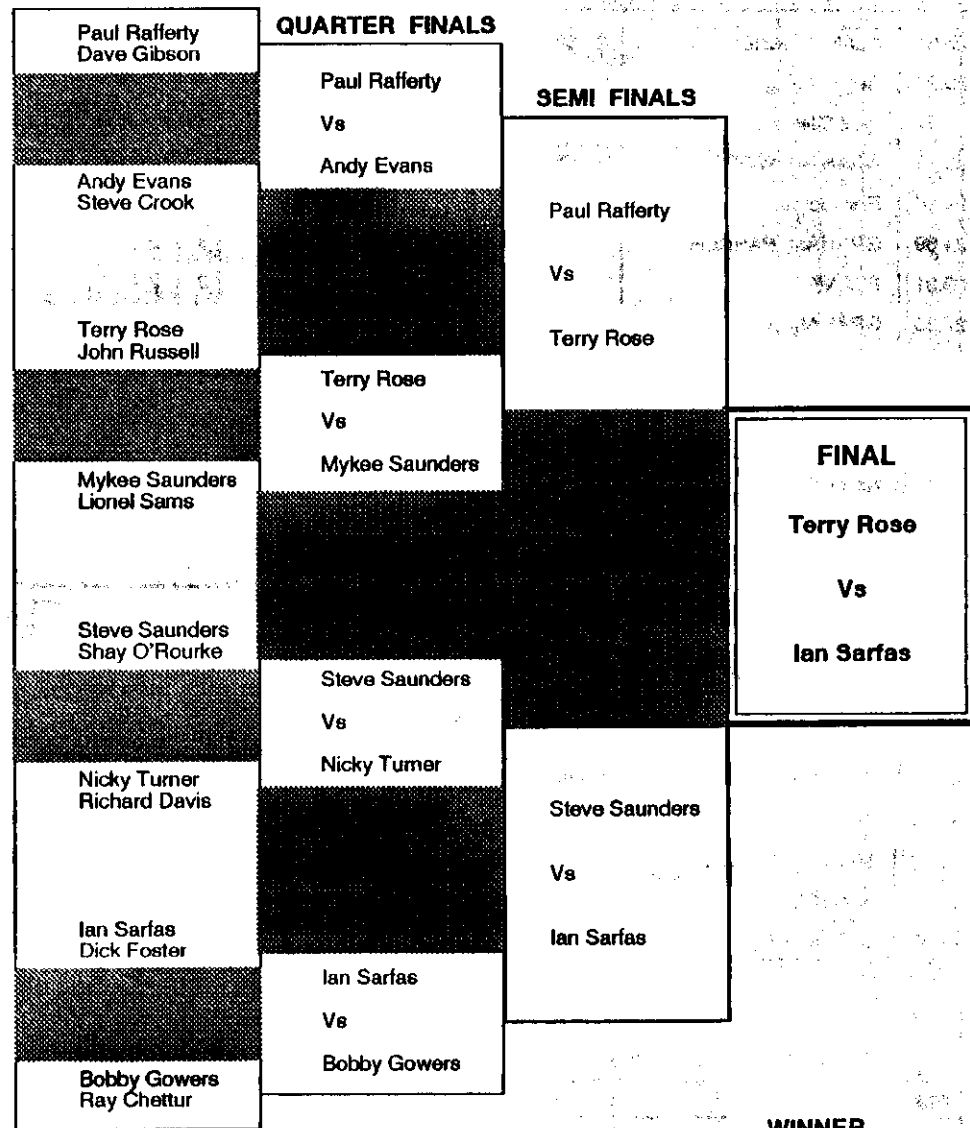 Paul Rafferty
Dave Gibson
Andy Evans
Steve Crook
Terry Rose
John Russell
Mykee Saunders
Lionel Sams
Steve Saunders
Shay O'Rourke
Nicky Turner
Richard Davis
Ian Sarfas
Dick Foster
Bobby Gowers
Ray Chettur
QUARTER FINALS
Paul Rafferty
Vs
Andy Evans
Terry Rose
Vs
Mykee Saunders
Steve Saunders
Vs
Nicky Turner
Ian Sarfas
Vs
Bobby Gowers
SEMI FINALS
Paul Rafferty
Vs
Terry Rose
Steve Saunders
Vs
Ian Sarfas
FINAL
Terry Rose
Vs
Ian Sarfas
WINNER